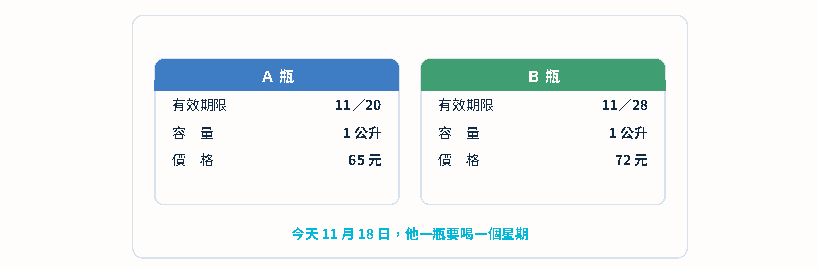 A 瓶
有效期限 11／20
容 量 1 公升
價 格 65 元
B 瓶
有效期限 11／28
容 量 1 公升
價 格 72 元
今天 11 月 18 日，他一瓶要喝一個星期